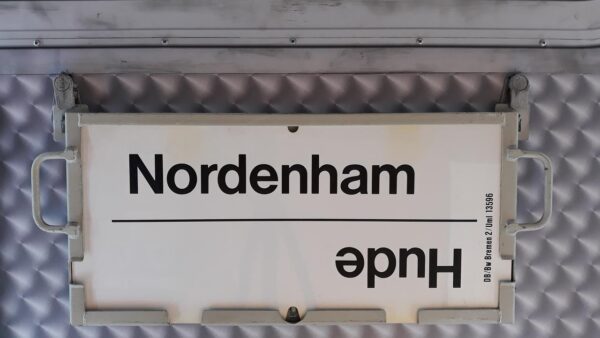 Nordenham
Hude
DB/Bw Bremen 2/Uml 13596